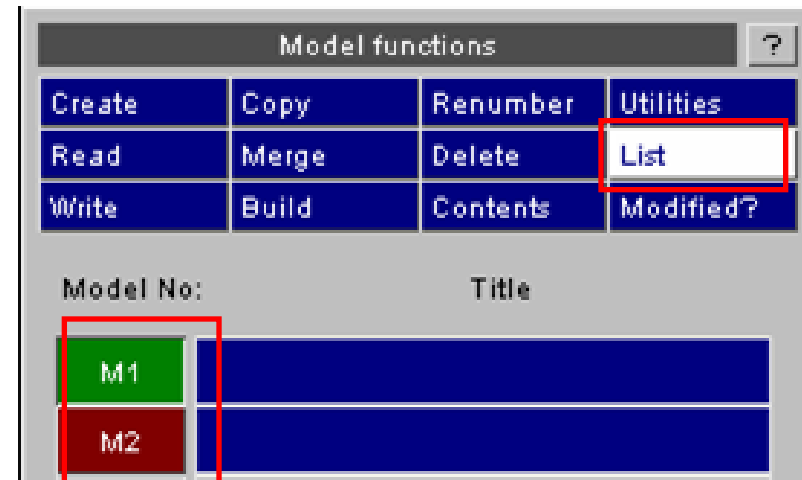 Model functions ?
Create Copy Renumber Utilities
Read Merge Delete List
Write Build Contents Modified?
Model No: Title
M1
M2